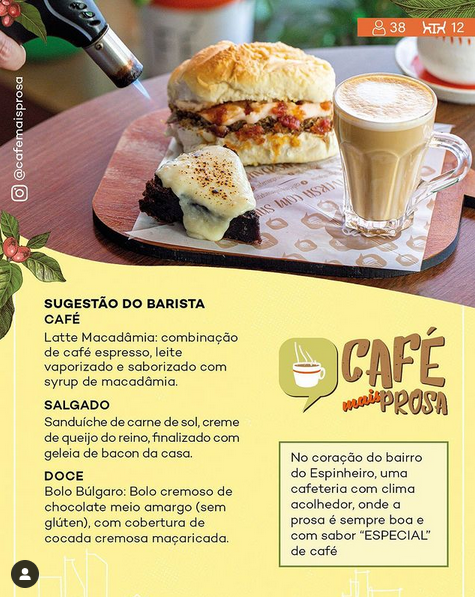 38 12
@cafemaisprosa
SUGESTÃO DO BARISTA
CAFÉ
Latte Macadâmia: combinação
de café espresso, leite
vaporizado e saborizado com
syrup de macadâmia.
SALGADO
Sanduíche de carne de sol, creme
de queijo do reino, finalizado com
geleia de bacon da casa.
DOCE
Bolo Búlgaro: Bolo cremoso de
chocolate meio amargo (sem
glúten), com cobertura de
cocada cremosa maçaricada.
CAFÉ
mais PROSA
No coração do bairro
do Espinheiro, uma
cafeteria com clima
acolhedor, onde a
prosa é sempre boa e
com sabor “ESPECIAL”
de café